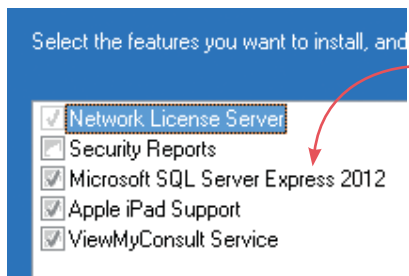 Select the features you want to install, and
Network License Server
Security Reports
Microsoft SQL Server Express 2012
Apple iPad Support
ViewMyConsult Service